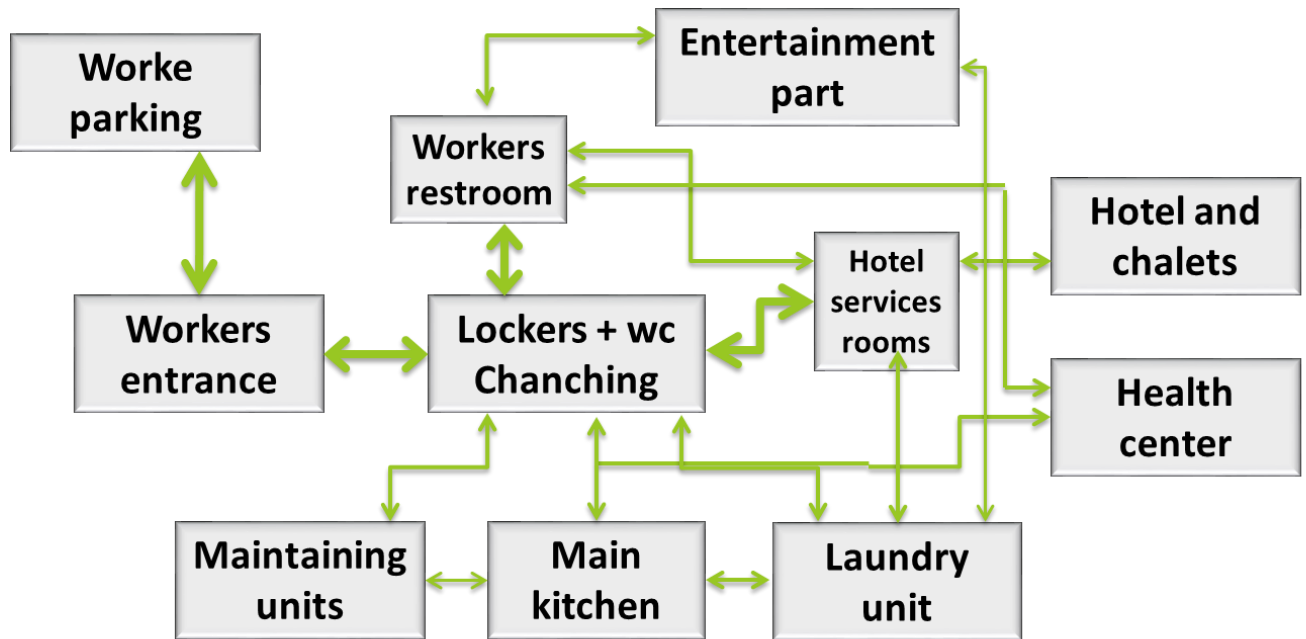 Worke
parking
Entertainment
part
Workers
restroom
Hotel and
chalets
Hotel
services
rooms
Workers
entrance
Lockers + wc
Chanching
Health
center
Maintaining
units
Main
kitchen
Laundry
unit